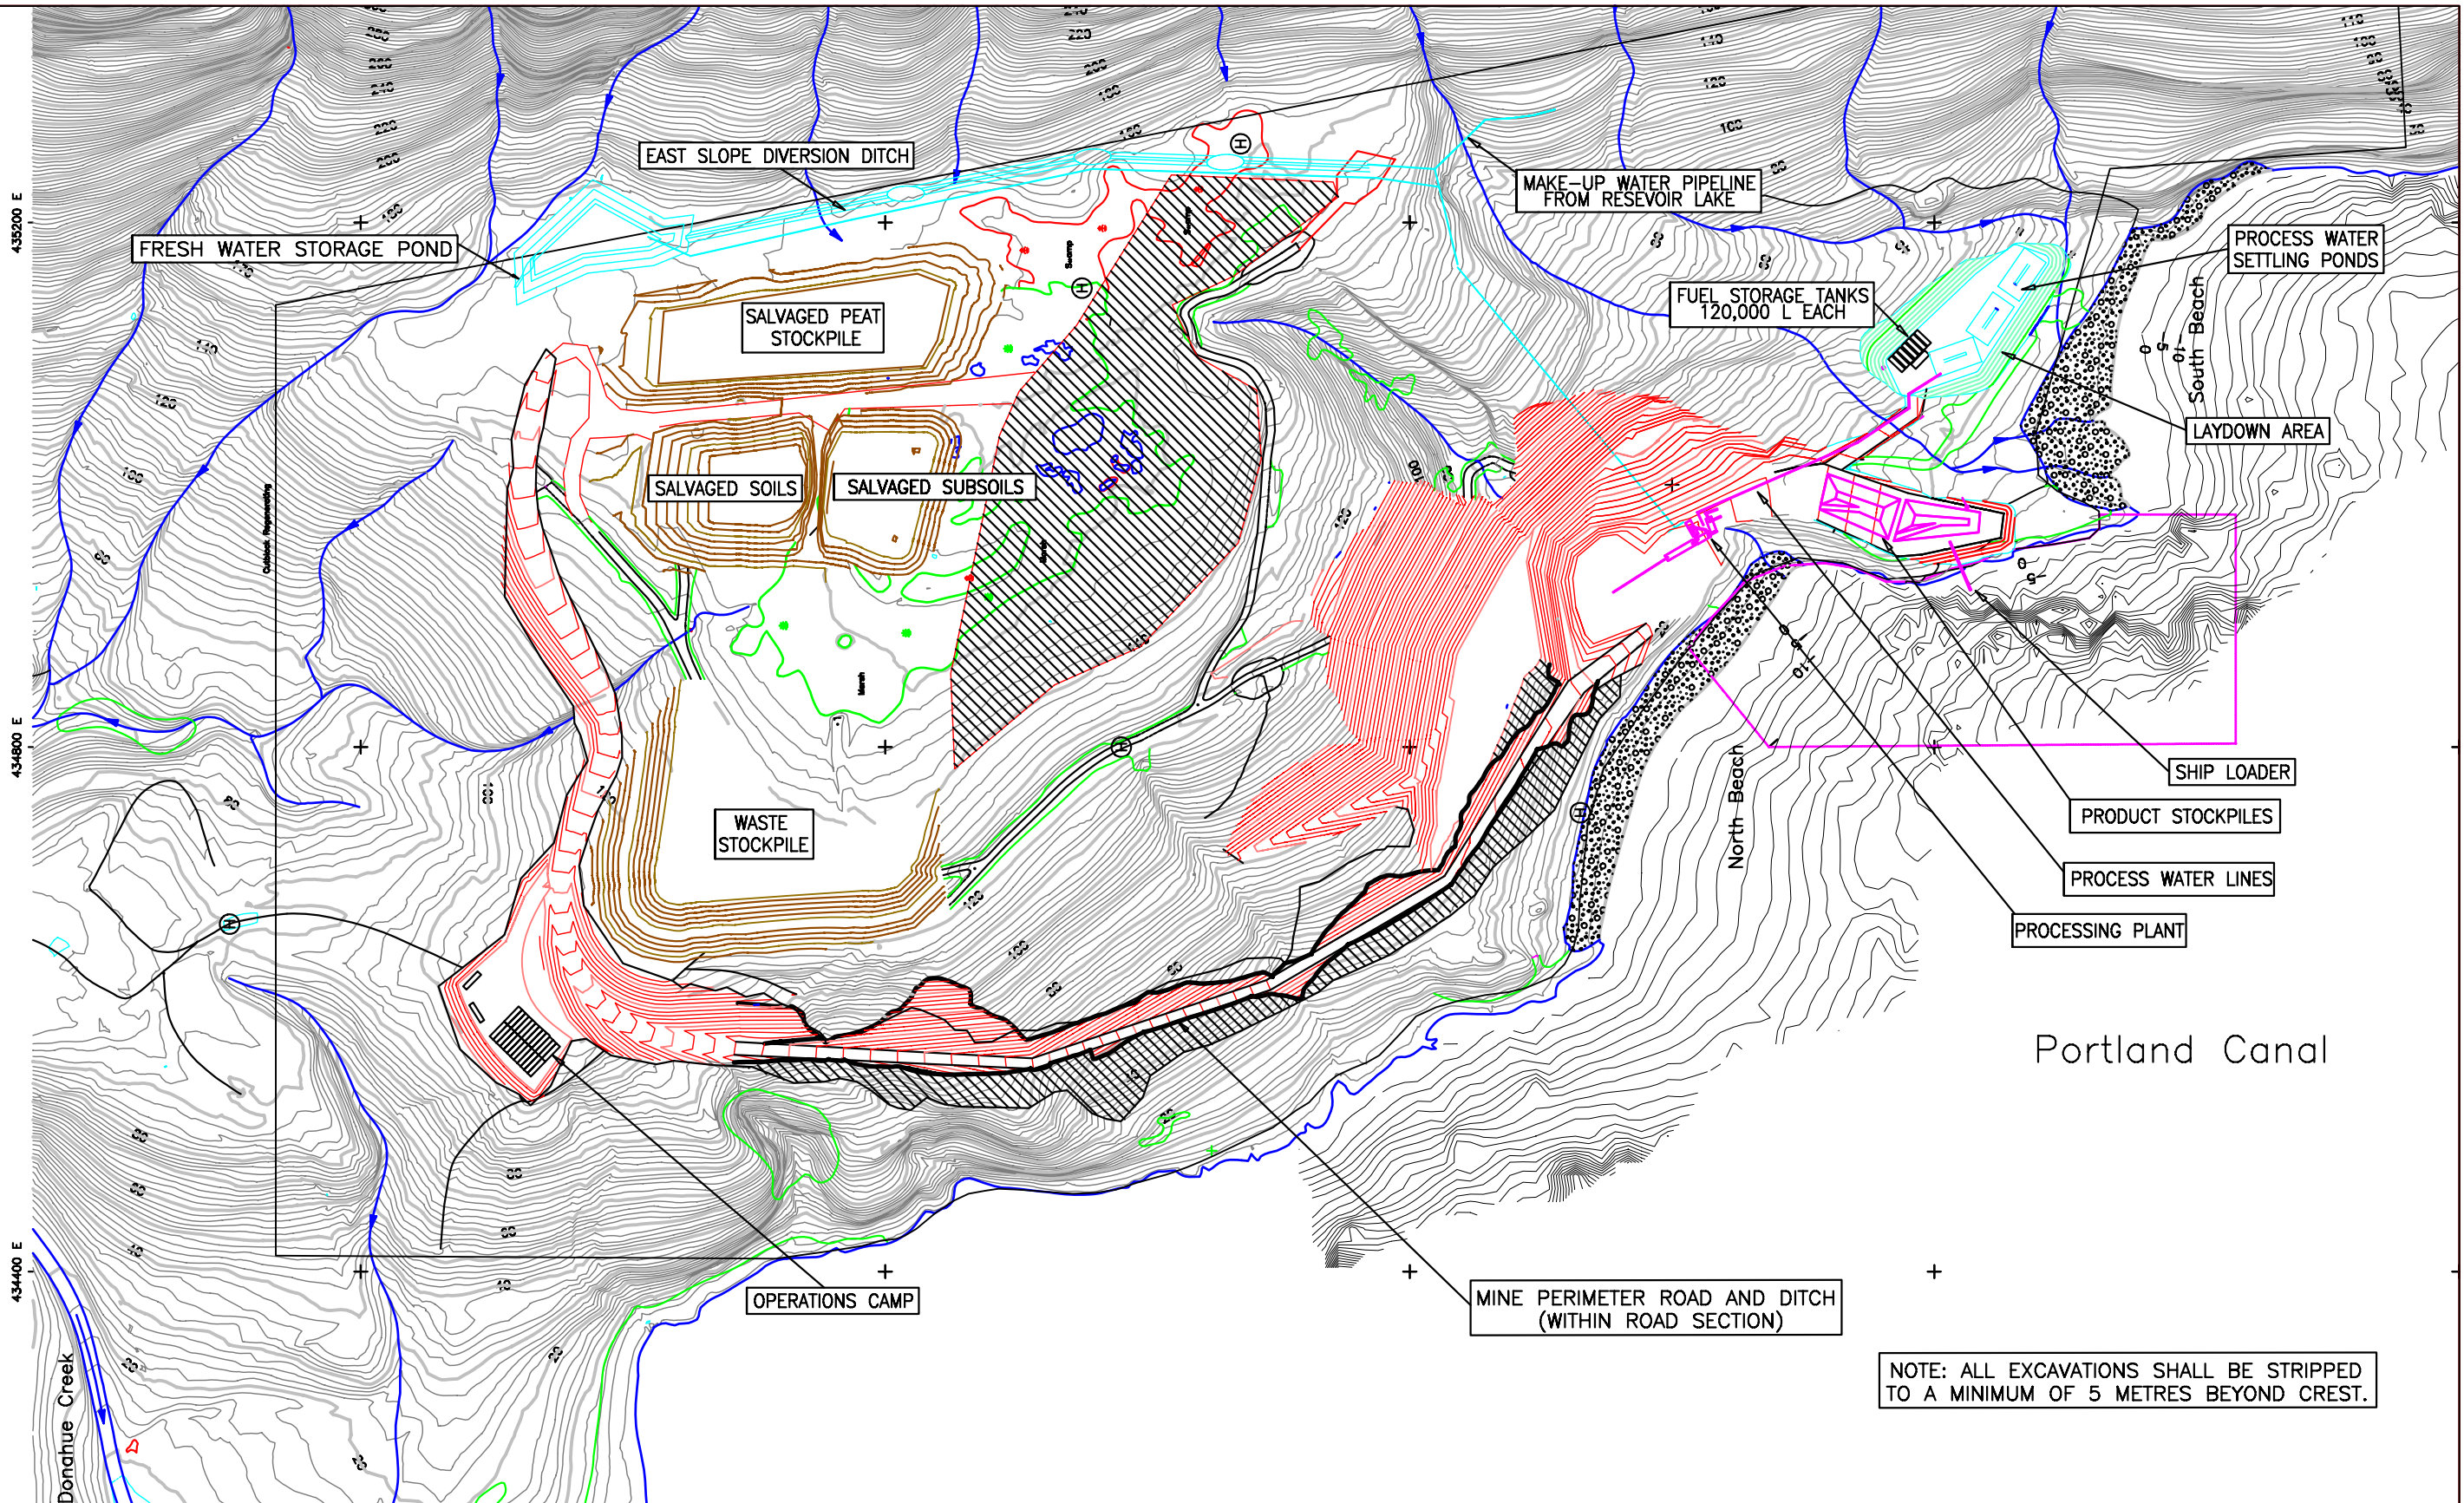 EAST SLOPE DIVERSION DITCH
MAKE-UP WATER PIPELINE
FROM RESEVOIR LAKE
435200 E
FRESH WATER STORAGE POND
PROCESS WATER
SETTLING PONDS
FUEL STORAGE TANKS
120,000 L EACH
SALVAGED PEAT
STOCKPILE
Swamp
Swamp
South Beach
LAYDOWN AREA
SALVAGED SOILS
SALVAGED SUBSOILS
Marsh
Marsh
434800 E
North Beach
SHIP LOADER
PRODUCT STOCKPILES
WASTE
STOCKPILE
PROCESS WATER LINES
PROCESSING PLANT
Portland Canal
434400 E
OPERATIONS CAMP
MINE PERIMETER ROAD AND DITCH
(WITHIN ROAD SECTION)
Donahue Creek
NOTE: ALL EXCAVATIONS SHALL BE STRIPPED
TO A MINIMUM OF 5 METRES BEYOND CREST.